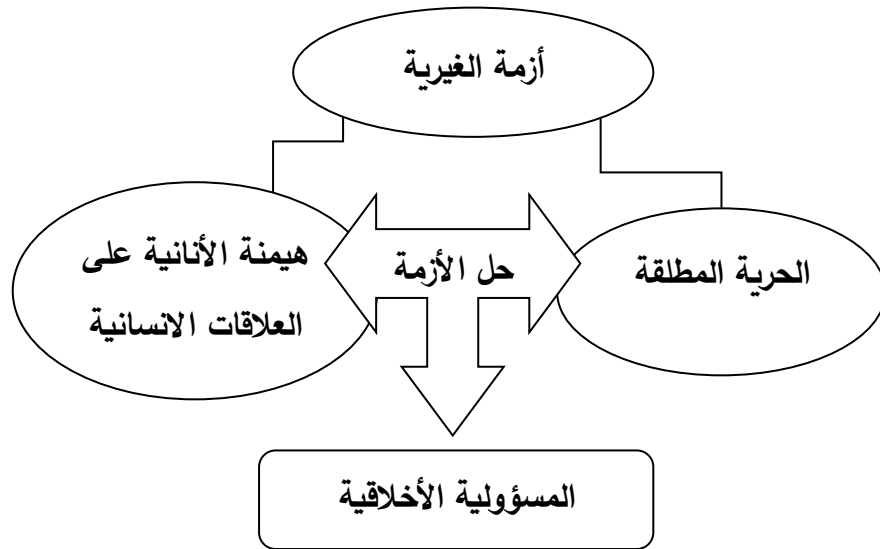 أزمة الغيرية
الحرية المطلقة
حل الأزمة
هيمنة الأنانية على
العلاقات الانسانية
المسؤولية الأخلاقية